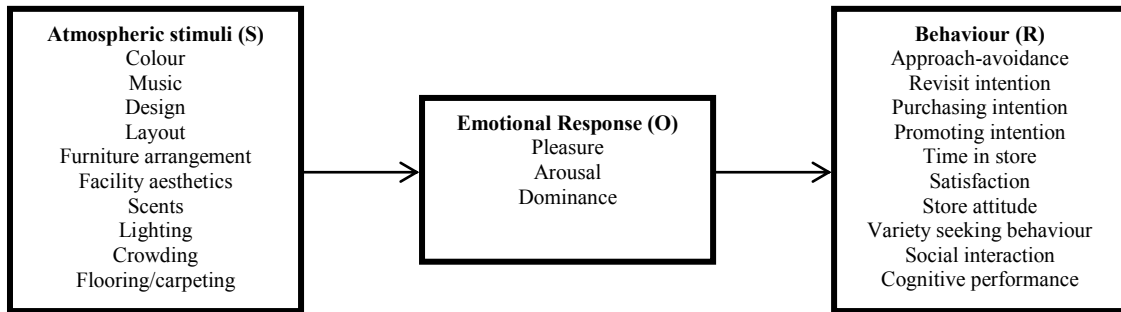 Atmospheric stimuli (S)
Colour
Music
Design
Layout
Furniture arrangement
Facility aesthetics
Scents
Lighting
Crowding
Flooring/carpeting
Emotional Response (O)
Pleasure
Arousal
Dominance
Behaviour (R)
Approach-avoidance
Revisit intention
Purchasing intention
Promoting intention
Time in store
Satisfaction
Store attitude
Variety seeking behaviour
Social interaction
Cognitive performance